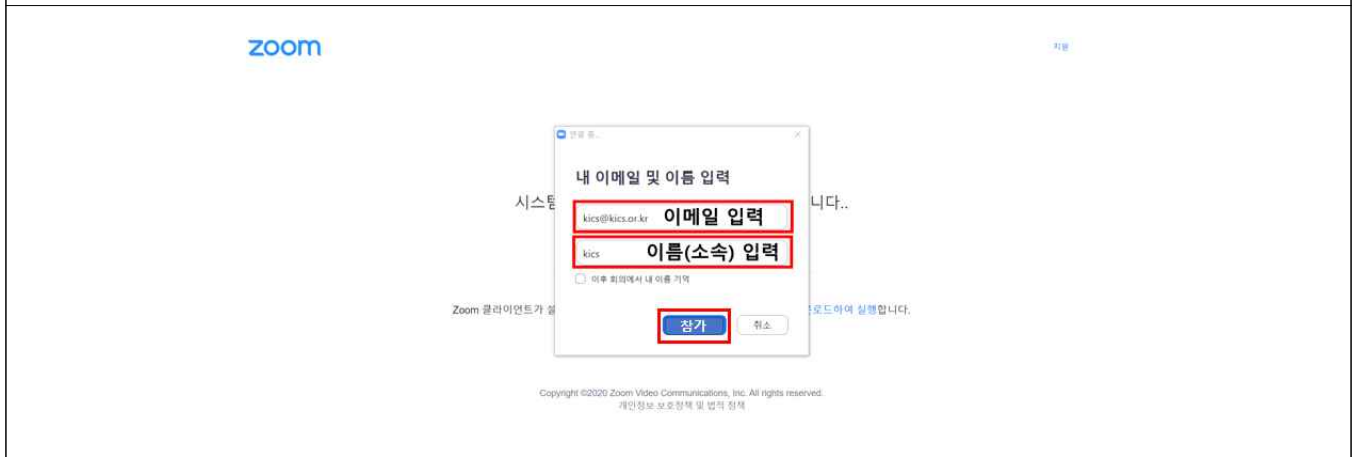 zoom
지원
연결 중..
내 이메일 및 이름 입력
시스템
니다..
kics@kics.or.kr 이메일 입력
kics 이름(소속) 입력
이후 회의에서 내 이름 기억
Zoom 클라이언트가 설
운로드하여 실행합니다.
참가
취소
Copyright ©2020 Zoom Video Communications, Inc. All rights reserved.
개인정보 보호정책 및 법적 정책